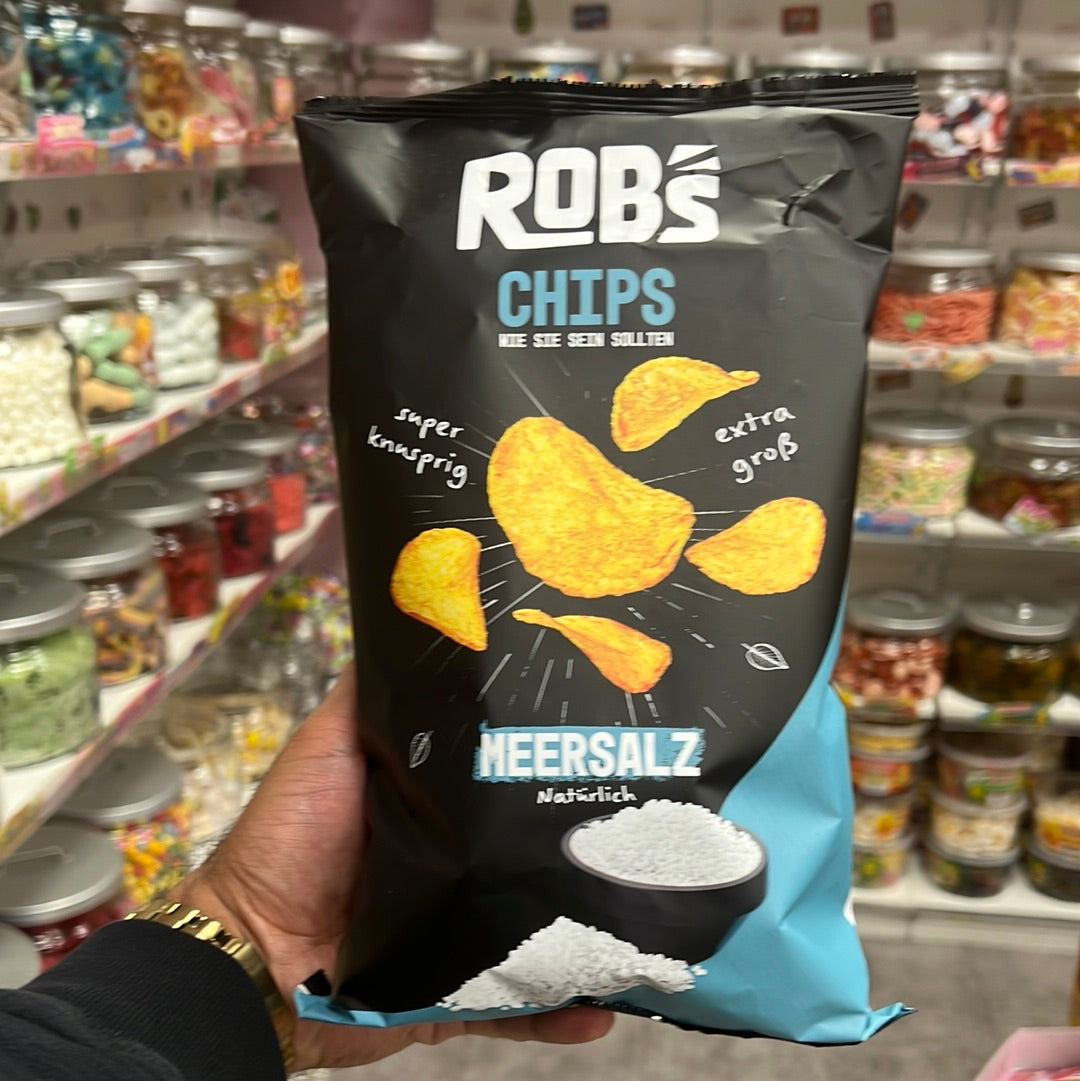 ROB'S
CHIPS
WIE SIE SEIN SOLLTEN
super
knusprig
extra
groß
MEERSALZ
Natürlich